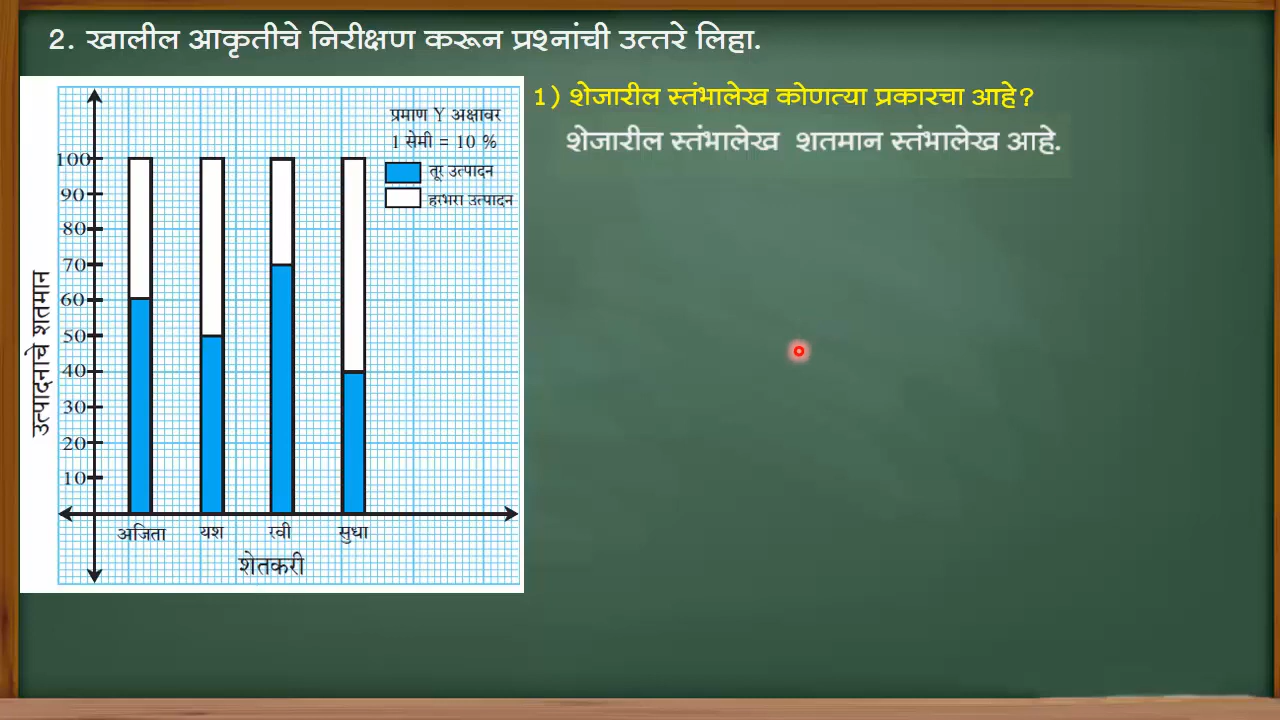 2. खालील आकृतीचे निरीक्षण करून प्रश्नांची उत्तरे लिहा.
1) शेजारील स्तंभालेख कोणत्या प्रकारचा आहे?
शेजारील स्तंभालेख शतमान स्तंभालेख आहे.
प्रमाण Y अक्षावर
1 सेमी = 10 %
तूर उत्पादन
हरभरा उत्पादन
उत्पादनाचे शतमान
100
90
80
70
60
50
40
30
20
10
अजिता यश रवी सुधा
शेतकरी